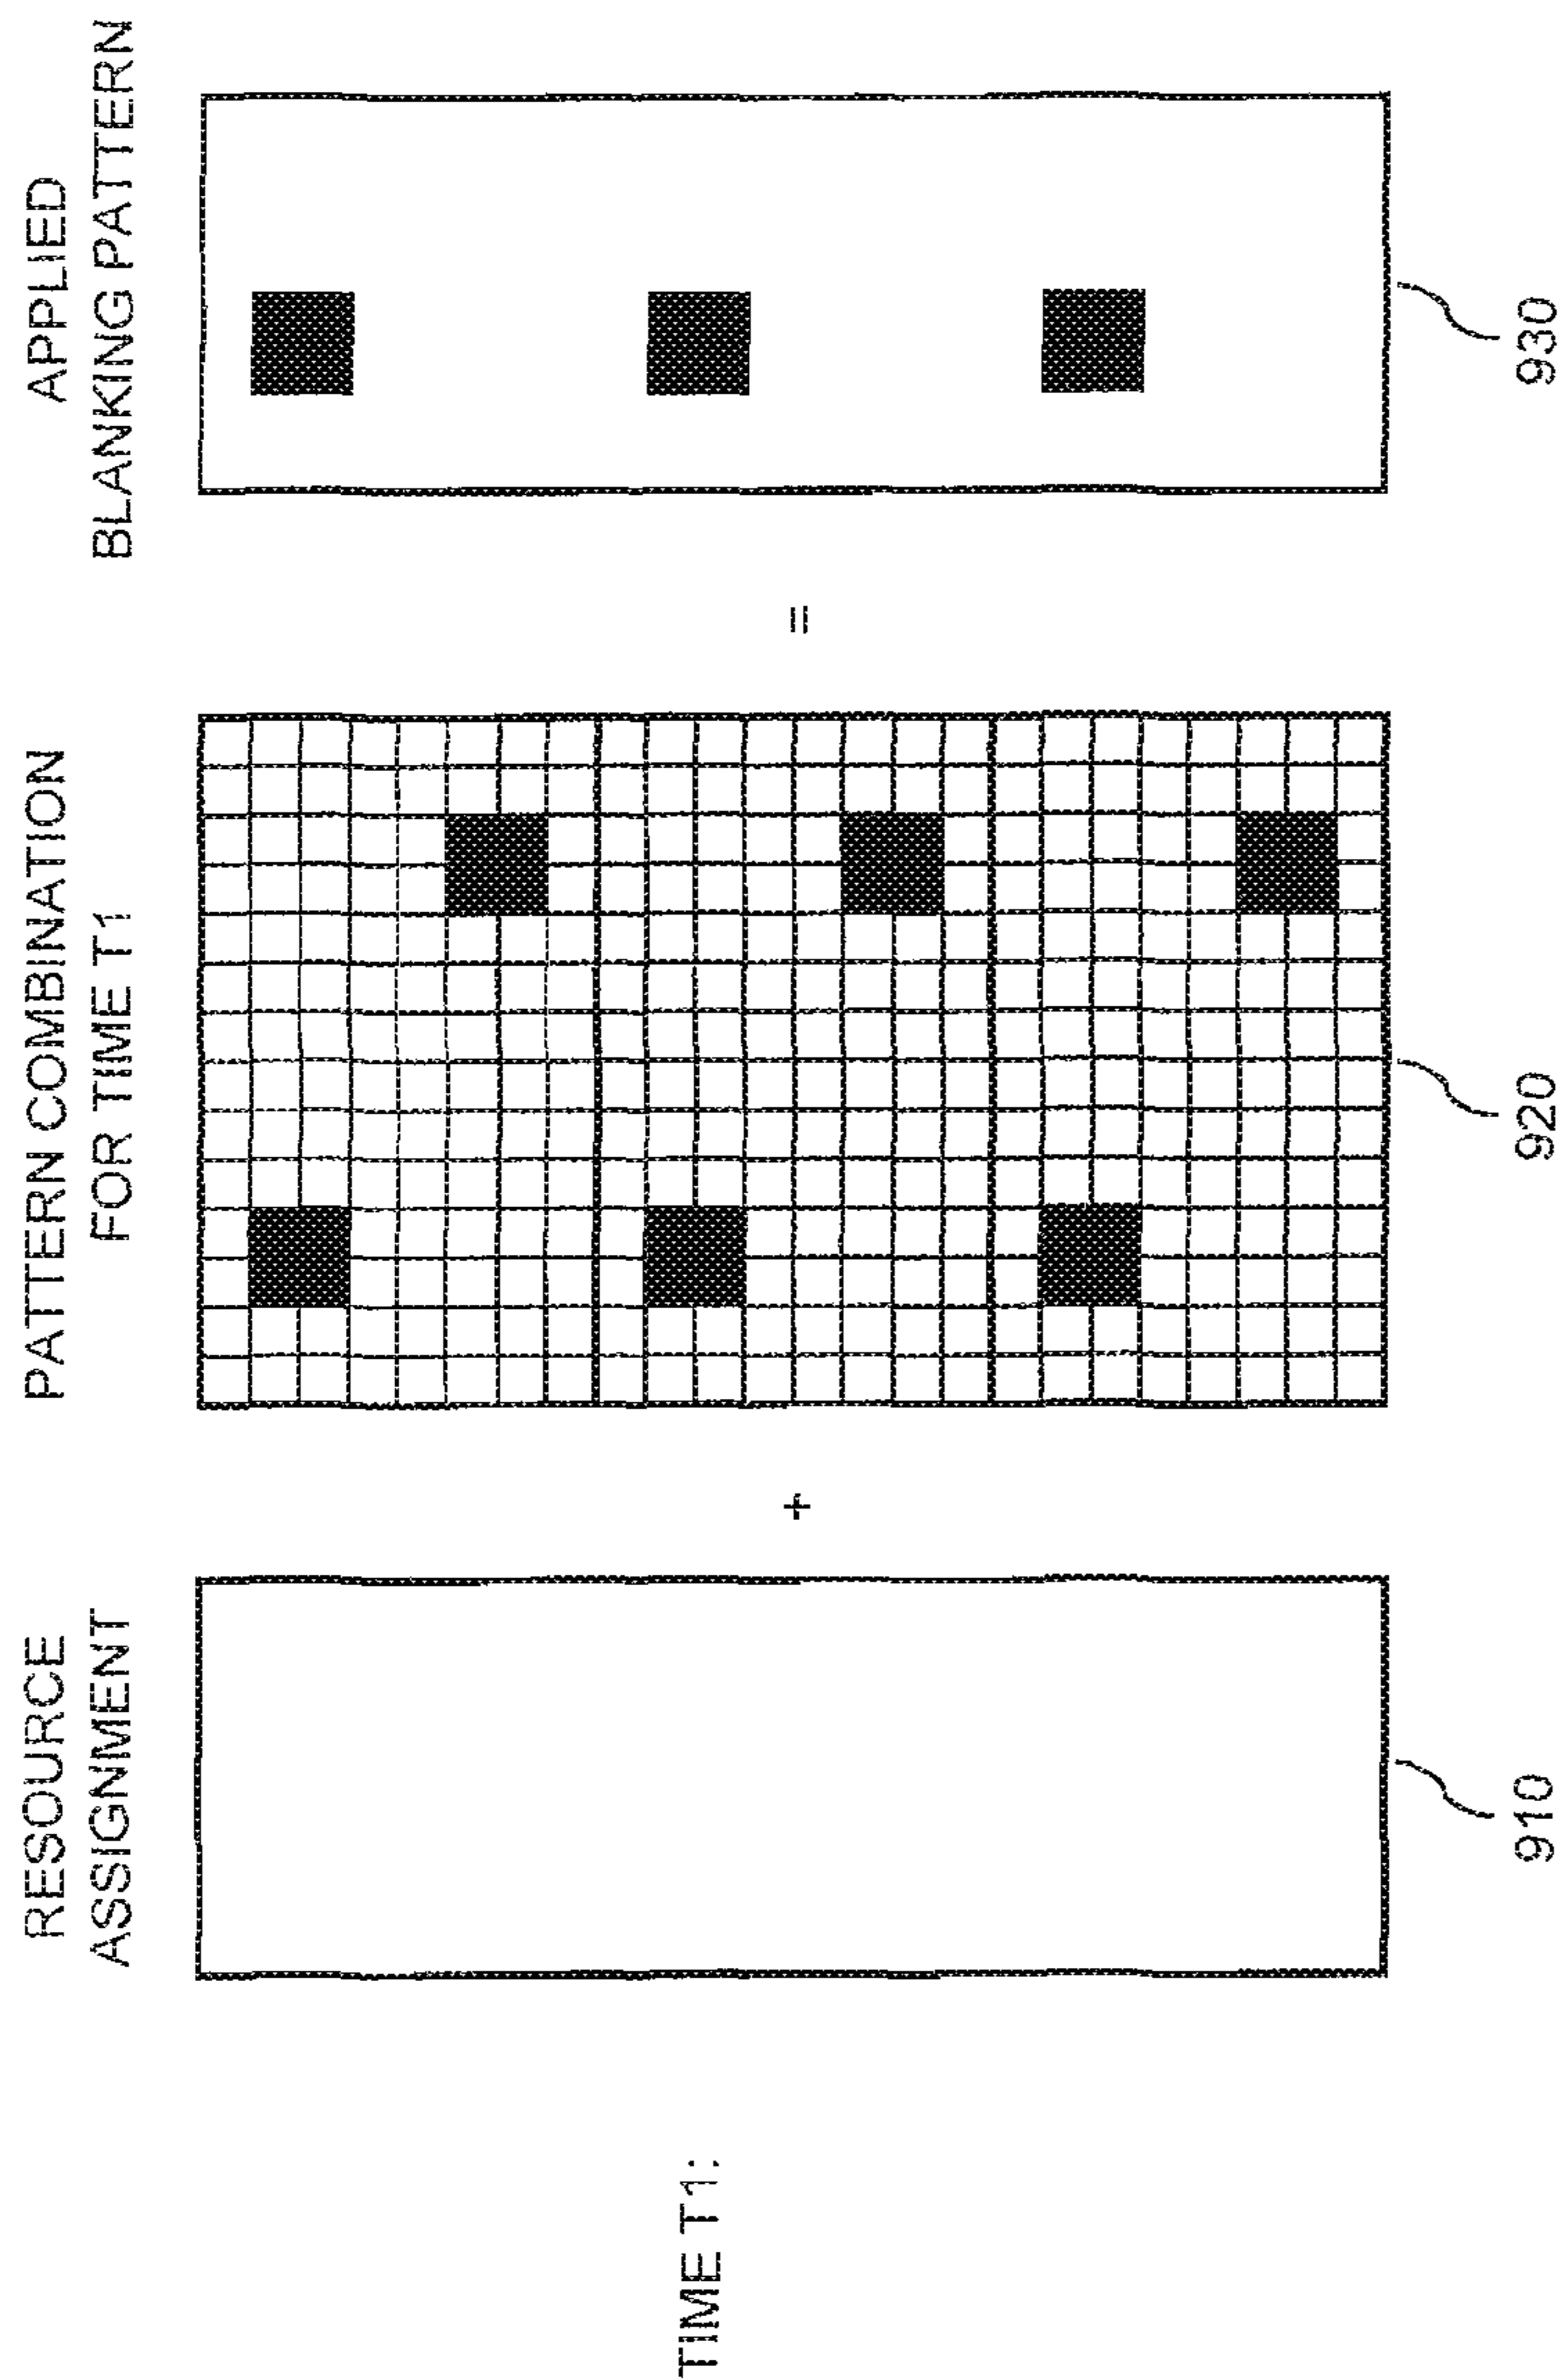 TIME T1:
RESOURCE
ASSIGNMENT
910
+
PATTERN COMBINATION
FOR TIME T1
920
=
APPLIED
BLANKING PATTERN
930